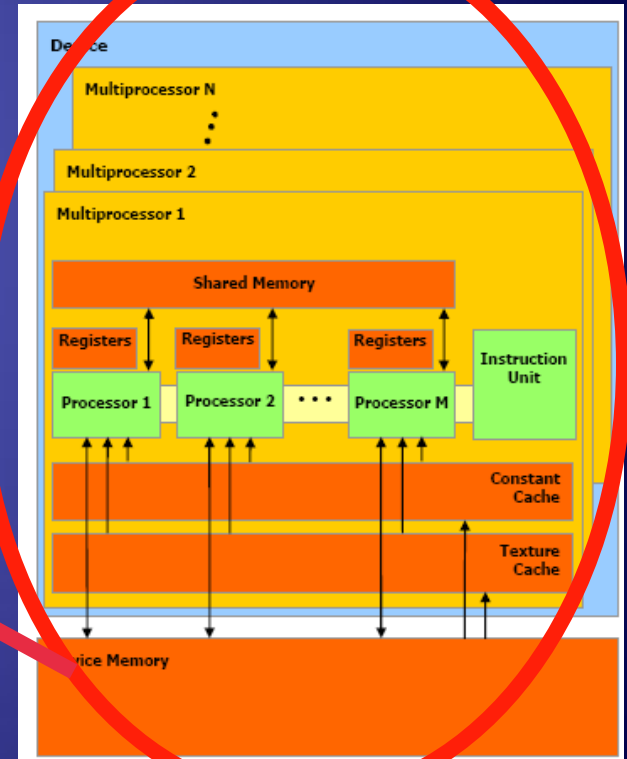 Device
Multiprocessor N
Multiprocessor 2
Multiprocessor 1
Shared Memory
Registers
Registers
Registers
Instruction
Unit
Processor 1
Processor 2
• • •
Processor M
Constant
Cache
Texture
Cache
Device Memory